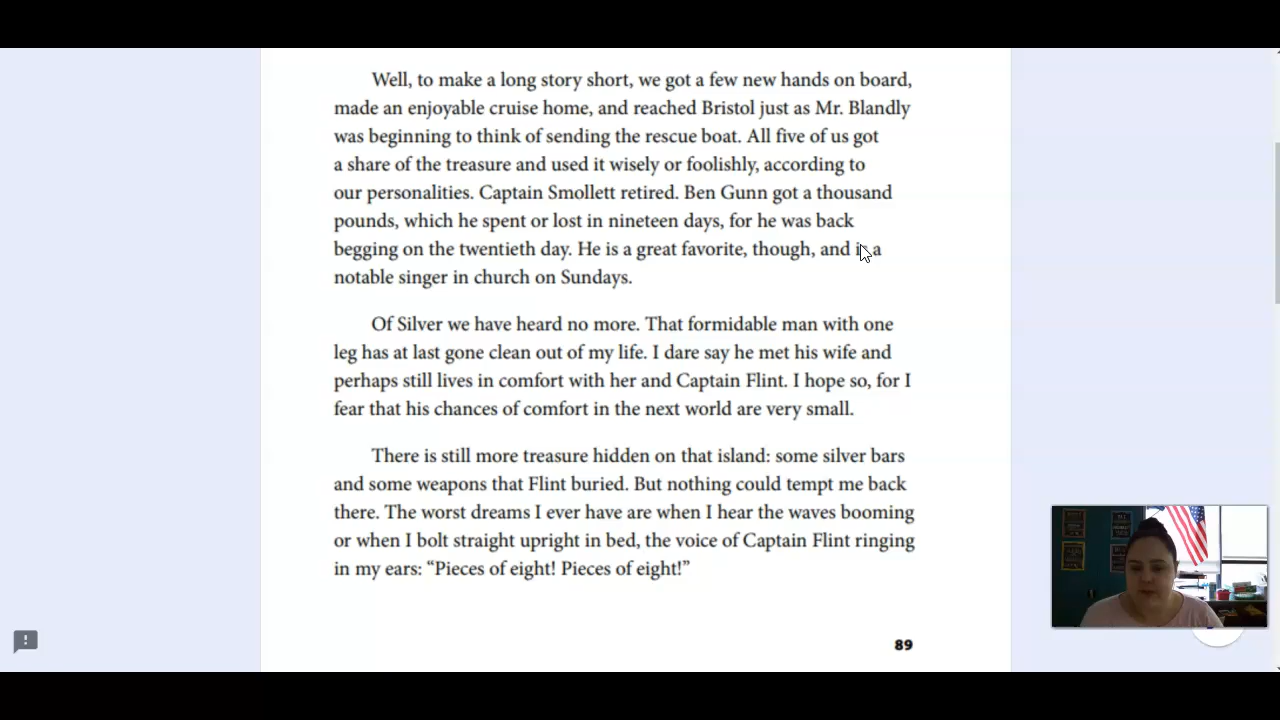 Well, to make a long story short, we got a few new hands on board,
made an enjoyable cruise home, and reached Bristol just as Mr. Blandly
was beginning to think of sending the rescue boat. All five of us got
a share of the treasure and used it wisely or foolishly, according to
our personalities. Captain Smollett retired. Ben Gunn got a thousand
pounds, which he spent or lost in nineteen days, for he was back
begging on the twentieth day. He is a great favorite, though, and is a
notable singer in church on Sundays.
Of Silver we have heard no more. That formidable man with one
leg has at last gone clean out of my life. I dare say he met his wife and
perhaps still lives in comfort with her and Captain Flint. I hope so, for I
fear that his chances of comfort in the next world are very small.
There is still more treasure hidden on that island: some silver bars
and some weapons that Flint buried. But nothing could tempt me back
there. The worst dreams I ever have are when I hear the waves booming
or when I bolt straight upright in bed, the voice of Captain Flint ringing
in my ears: “Pieces of eight! Pieces of eight!”
89